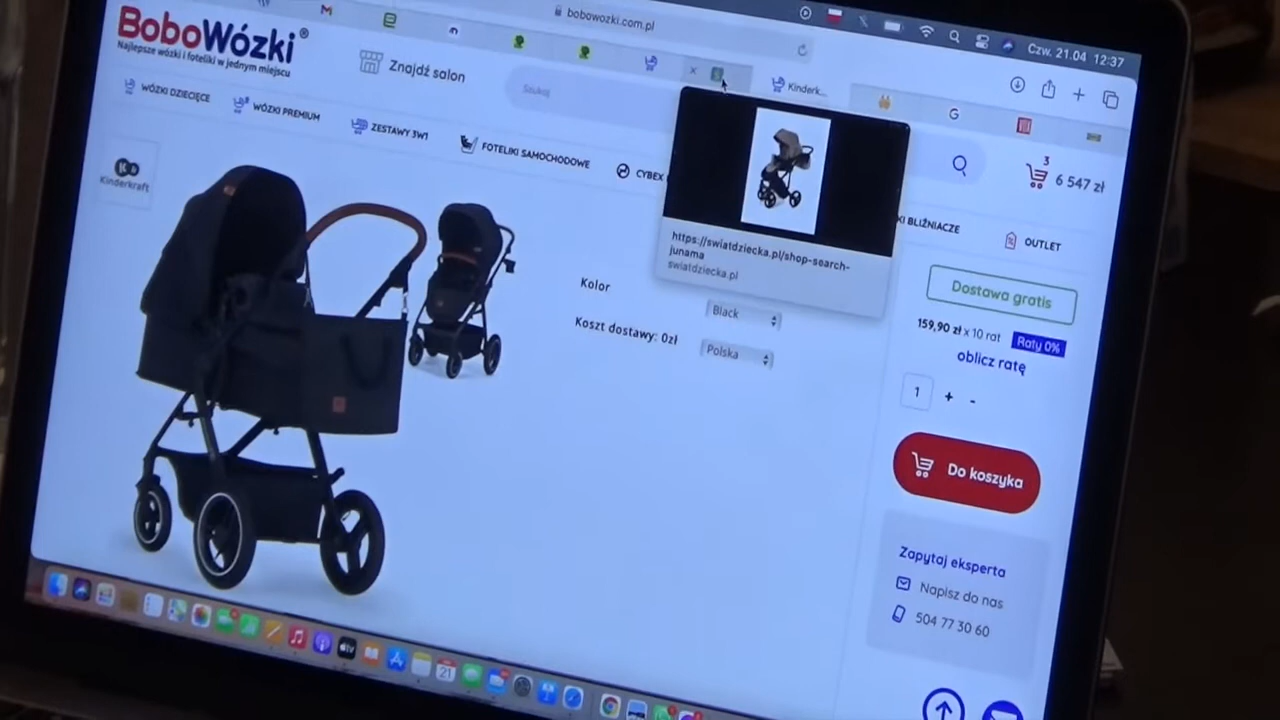 bobowozki.com.pl
Czw. 21.04 12:37
BoboWózki®
Najlepsze wózki i foteliki w jednym miejscu
Znajdź salon
Szukaj
Kinderk...
3
6 547 zł
WÓZKI DZIECIĘCE
WÓZKI PREMIUM
ZESTAWY 3W1
FOTELIKI SAMOCHODOWE
CYBEX
KI BLIŹNIACZE
OUTLET
Kinderkraft
https://swiatdziecka.pl/shop-search-
junama
swiatdziecka.pl
Kolor
Black
Koszt dostawy: 0zł
Polska
Dostawa gratis
159,90 zł x 10 rat
Raty 0%
oblicz ratę
1 + -
Do koszyka
Zapytaj eksperta
Napisz do nas
504 77 30 60
21